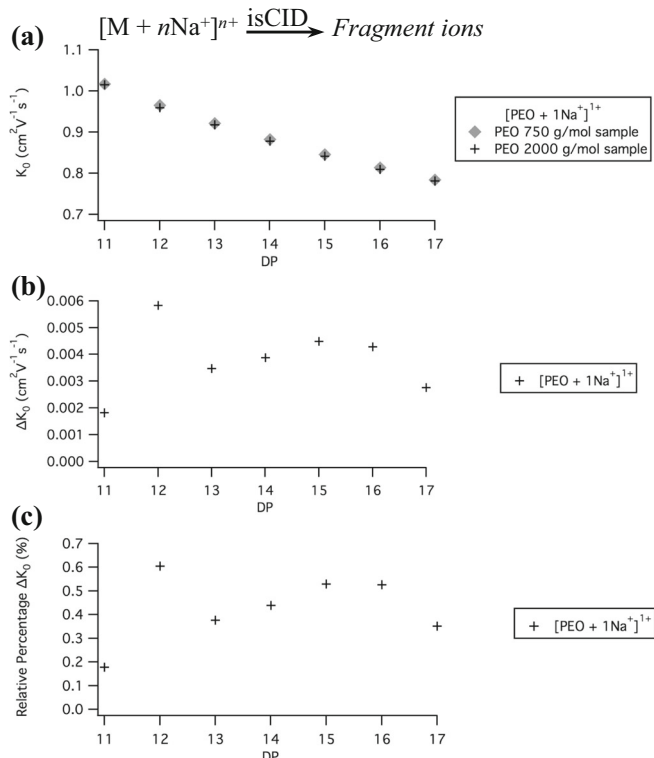 (a) [M + nNa⁺]ⁿ⁺ isCID Fragment ions
K₀ (cm²V⁻¹s⁻¹)
1.0
0.9
0.8
0.7
11 12 13 14 15 16 17
DP
[PEO + 1Na⁺]¹⁺
PEO 750 g/mol sample
PEO 2000 g/mol sample
(b)
ΔK₀ (cm²V⁻¹s⁻¹)
0.006
0.005
0.004
0.003
0.002
0.001
0.000
11 12 13 14 15 16 17
DP
[PEO + 1Na⁺]¹⁺
(c)
Relative Percentage ΔK₀ (%)
0.7
0.6
0.5
0.4
0.3
0.2
0.1
0.0
11 12 13 14 15 16 17
DP
[PEO + 1Na⁺]¹⁺